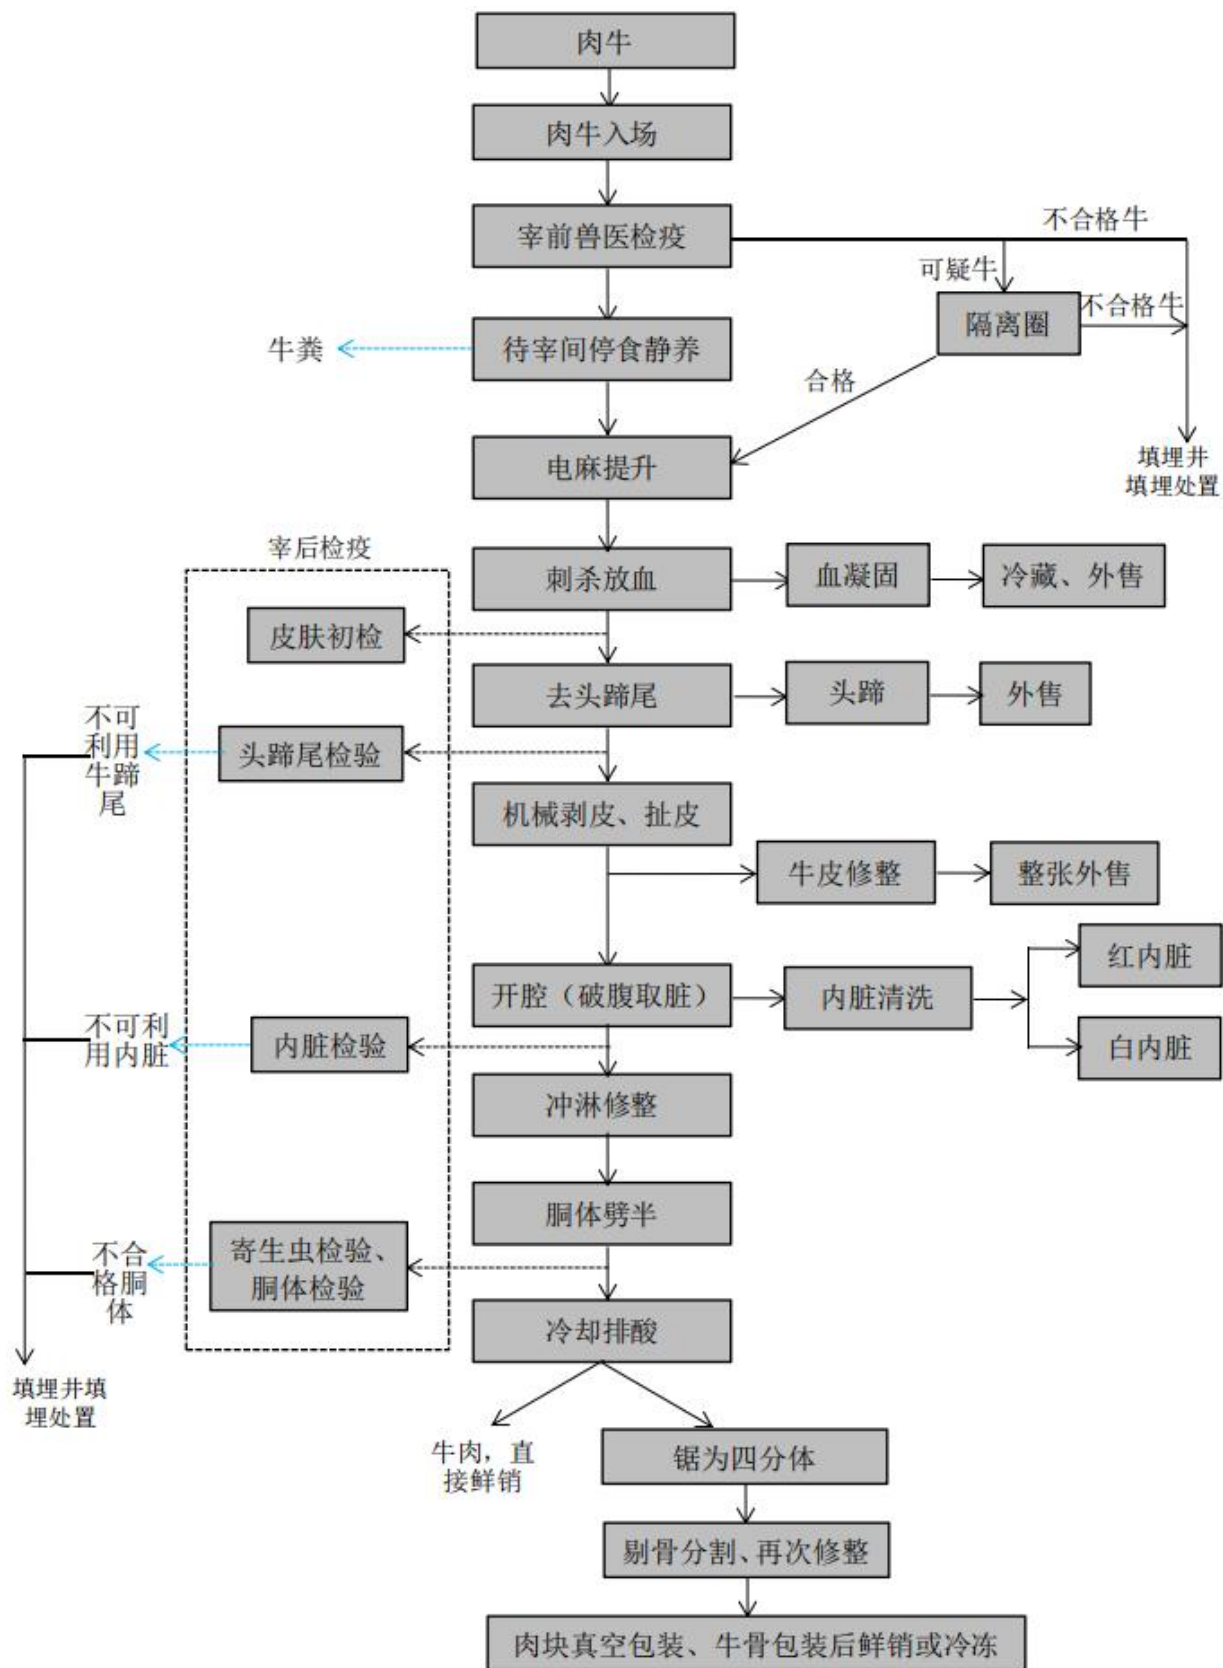 肉牛
肉牛入场
宰前兽医检疫
不合格牛
可疑牛
隔离圈
不合格牛
牛粪
待宰间停食静养
合格
电麻提升
填埋井
填埋处置
宰后检疫
刺杀放血
血凝固
冷藏、外售
皮肤初检
去头蹄尾
头蹄
外售
不可
利用
牛蹄
尾
头蹄尾检验
机械剥皮、扯皮
牛皮修整
整张外售
开腔（破腹取脏）
内脏清洗
红内脏
白内脏
不可利
用内脏
内脏检验
冲淋修整
胴体劈半
不合
格胴
体
寄生虫检验、
胴体检验
冷却排酸
填埋井填
埋处置
牛肉，直
接鲜销
锯为四分体
剔骨分割、再次修整
肉块真空包装、牛骨包装后鲜销或冷冻